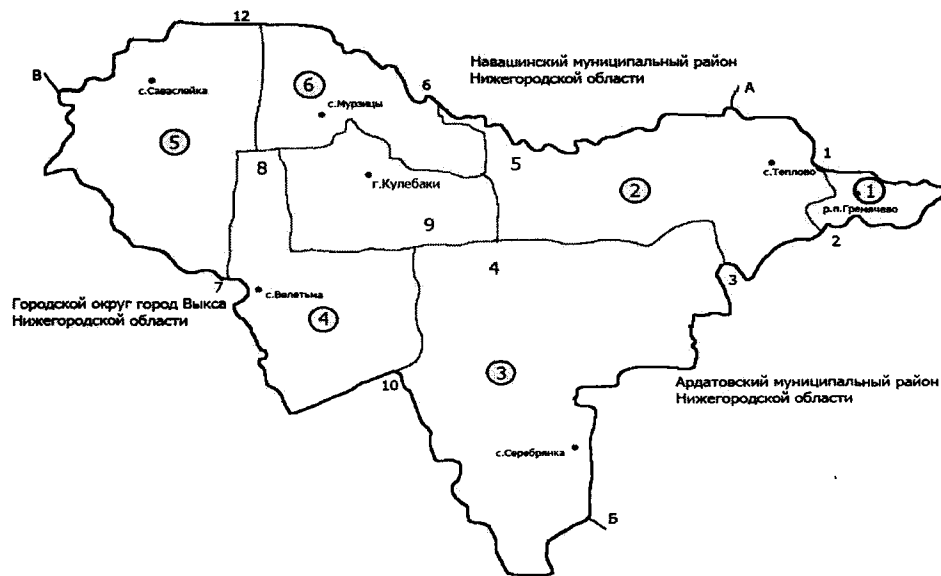 12
Навашинский муниципальный район
Нижегородской области
В
с.Саваслейка
6
6
А
с.Мурзицы
5
8
5
1
г.Кулебаки
2
с.Теплово
1
р.п.Гремячево
9
2
4
3
7
с.Велетьма
Городской округ город Выкса
Нижегородской области
4
10
3
Ардатовский муниципальный район
Нижегородской области
с.Серебрянка
Б